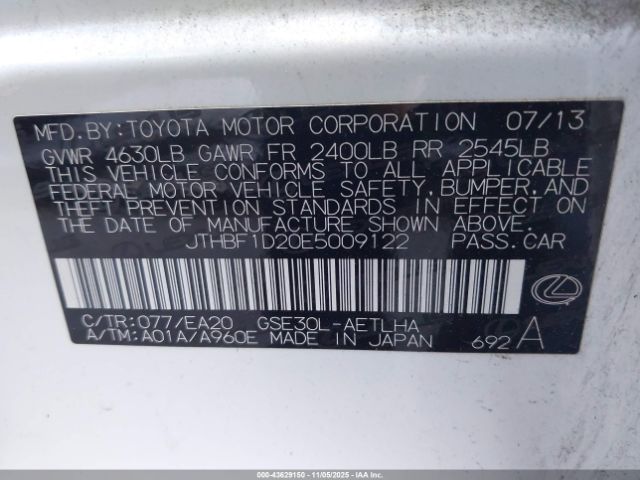 MFD.BY:TOYOTA MOTOR CORPORATION 07/13
GVWR 4630LB GAWR FR 2400LB RR 2545LB
THIS VEHICLE CONFORMS TO ALL APPLICABLE
FEDERAL MOTOR VEHICLE SAFETY,BUMPER,AND
THEFT PREVENTION STANDARDS IN EFFECT ON
THE DATE OF MANUFACTURE SHOWN ABOVE.
JTHBF1D20E5009122 PASS.CAR
C/TR:077/EA20 GSE30L-AETLHA
A/TM:A01A/A960E MADE IN JAPAN 692 A
000-43629150 - 11/05/2025 - IAAI.COM